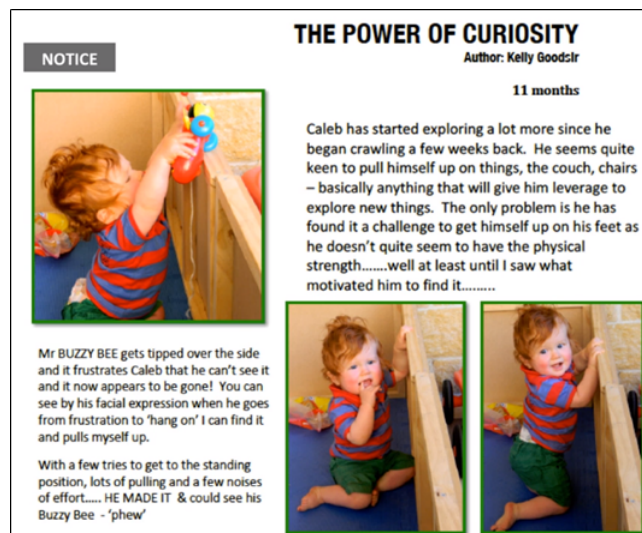 THE POWER OF CURIOSITY
Author: Kelly Goodsir
NOTICE
11 months
Caleb has started exploring a lot more since he
began crawling a few weeks back. He seems quite
keen to pull himself up on things, the couch, chairs
– basically anything that will give him leverage to
explore new things. The only problem is he has
found it a challenge to get himself up on his feet as
he doesn't quite seem to have the physical
strength.......well at least until I saw what
motivated him to find it.........
Mr BUZZY BEE gets tipped over the side
and it frustrates Caleb that he can't see it
and it now appears to be gone! You can
see by his facial expression when he goes
from frustration to 'hang on' I can find it
and pulls myself up.
With a few tries to get to the standing
position, lots of pulling and a few noises
of effort..... HE MADE IT & could see his
Buzzy Bee - 'phew'